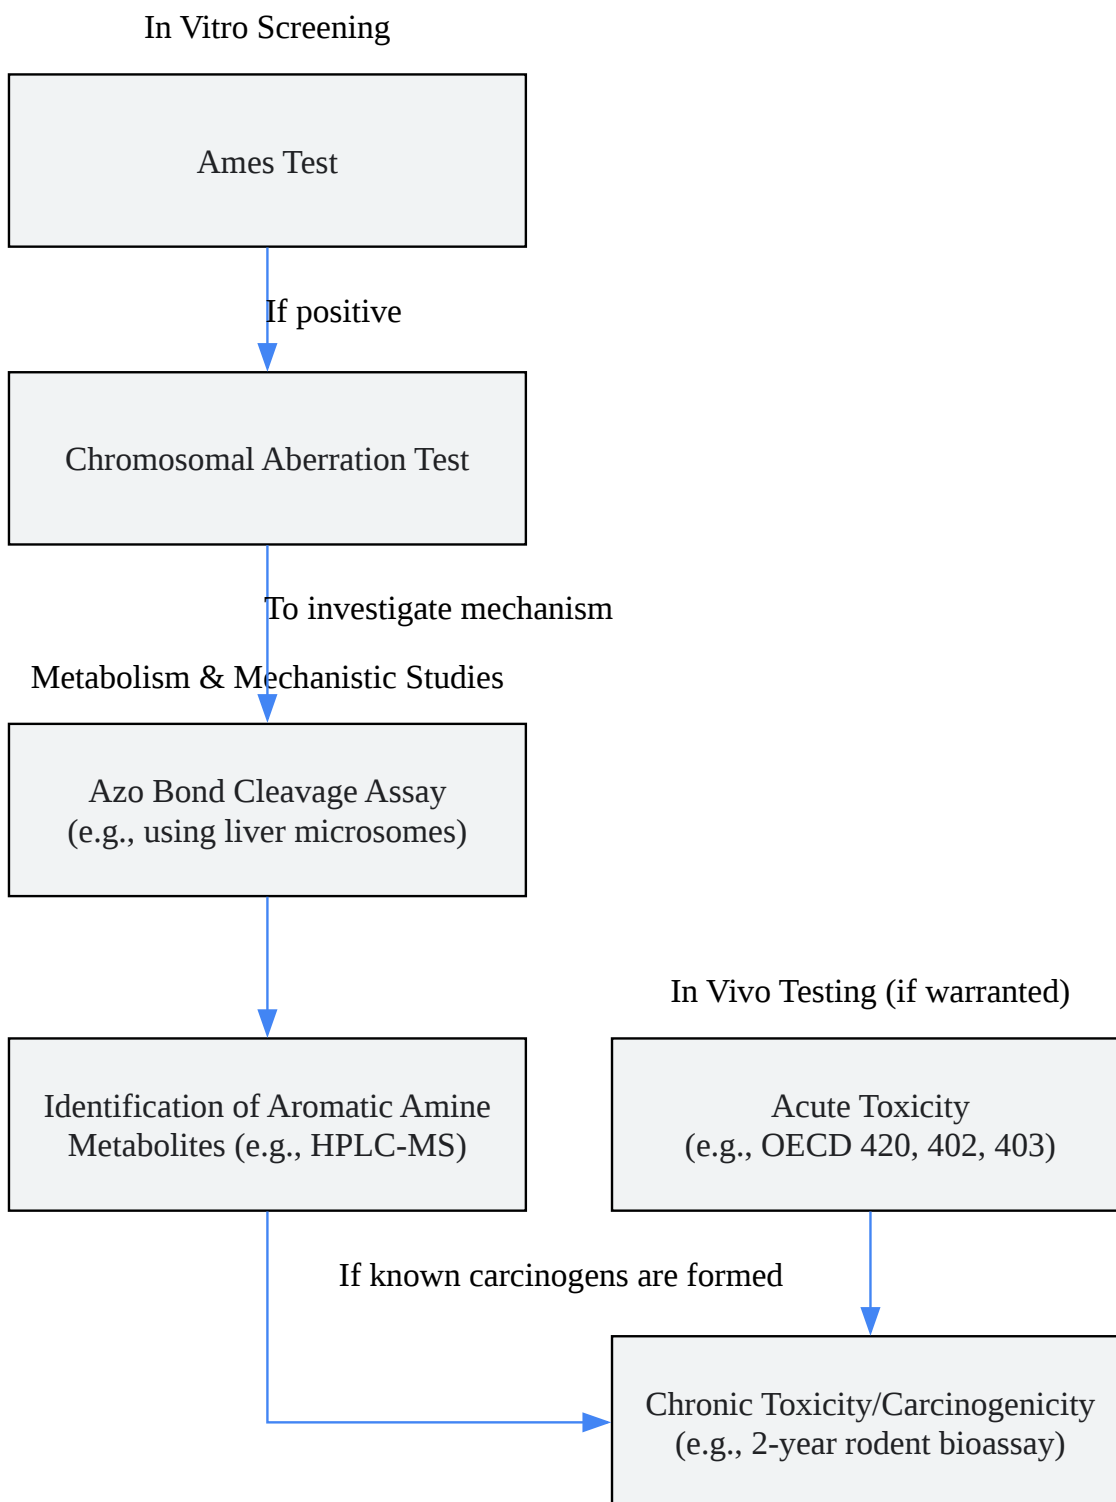 In Vitro Screening
Ames Test
If positive
Chromosomal Aberration Test
To investigate mechanism
Metabolism & Mechanistic Studies
Azo Bond Cleavage Assay
(e.g., using liver microsomes)
Identification of Aromatic Amine
Metabolites (e.g., HPLC-MS)
In Vivo Testing (if warranted)
Acute Toxicity
(e.g., OECD 420, 402, 403)
If known carcinogens are formed
Chronic Toxicity/Carcinogenicity
(e.g., 2-year rodent bioassay)